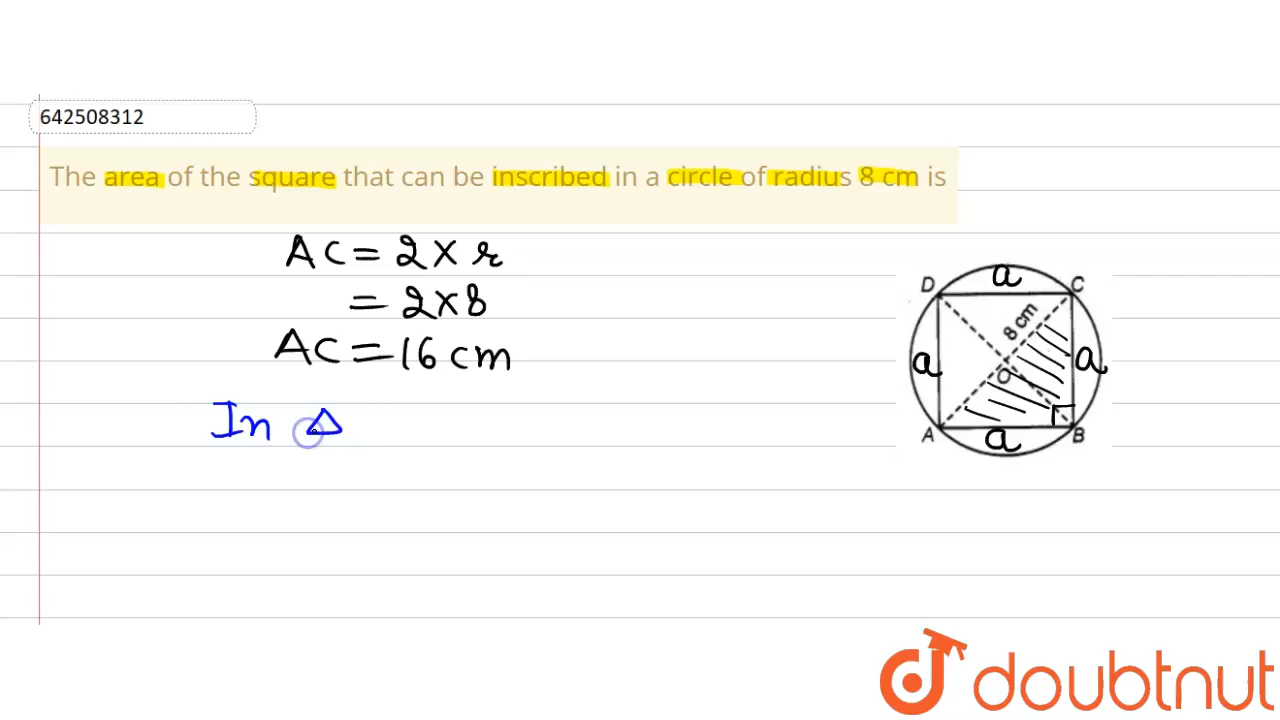 642508312
The area of the square that can be inscribed in a circle of radius 8 cm is
AC = 2 × r
= 2×8
AC = 16 cm
In Δ
D a C
8 cm
a O a
A a B
doubtnut